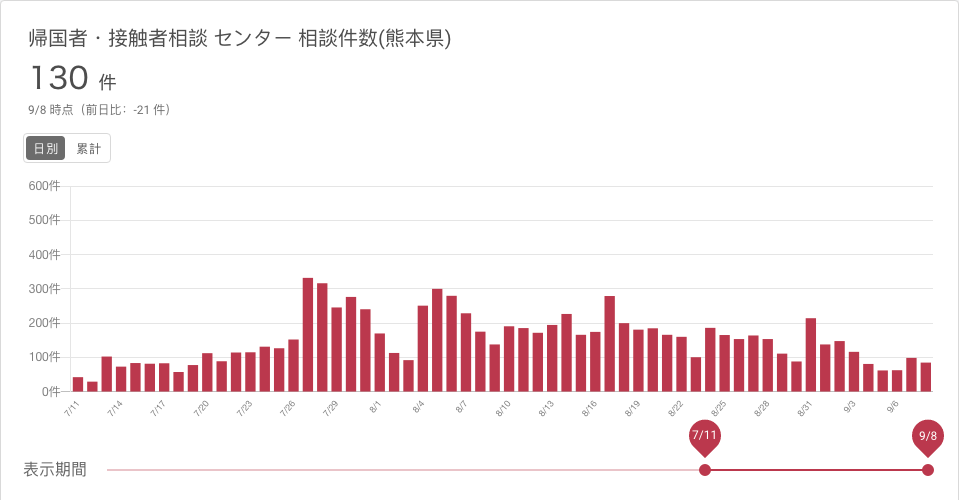 帰国者・接触者相談 センター 相談件数(熊本県)
130 件
9/8 時点（前日比：-21 件）
日別 累計
600件
500件
400件
300件
200件
100件
0件
7/11 7/14 7/17 7/20 7/23 7/26 7/29 8/1 8/4 8/7 8/10 8/13 8/16 8/19 8/22 8/25 8/28 8/31 9/3 9/6
7/11 9/8
表示期間